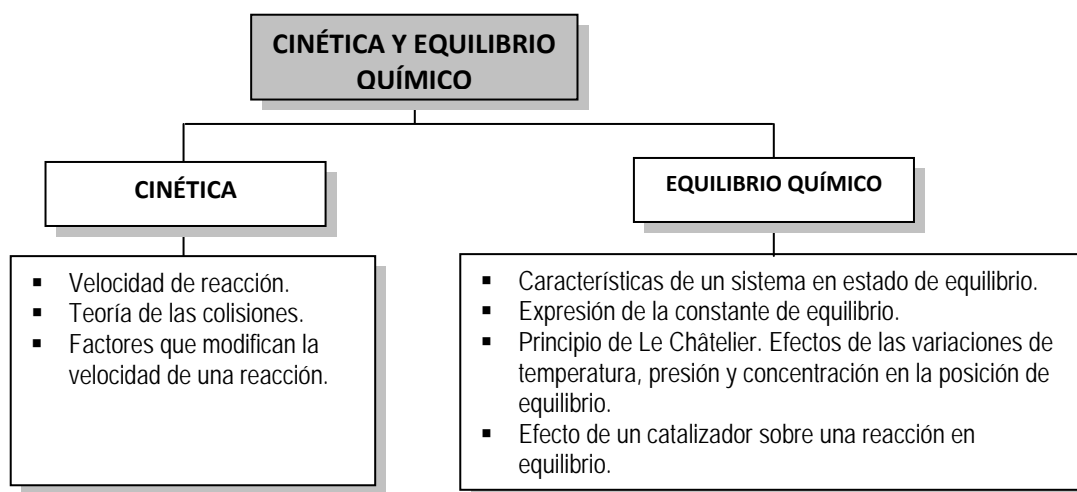 CINÉTICA Y EQUILIBRIO
QUÍMICO
CINÉTICA
EQUILIBRIO QUÍMICO
▪ Velocidad de reacción.
▪ Teoría de las colisiones.
▪ Factores que modifican la
velocidad de una reacción.
▪ Características de un sistema en estado de equilibrio.
▪ Expresión de la constante de equilibrio.
▪ Principio de Le Châtelier. Efectos de las variaciones de
temperatura, presión y concentración en la posición de
equilibrio.
▪ Efecto de un catalizador sobre una reacción en
equilibrio.